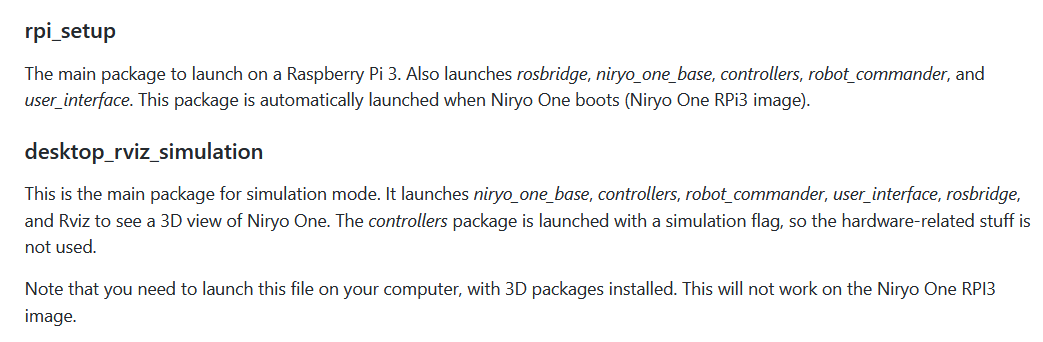 rpi_setup
The main package to launch on a Raspberry Pi 3. Also launches rosbridge, niryo_one_base, controllers, robot_commander, and
user_interface. This package is automatically launched when Niryo One boots (Niryo One RPi3 image).
desktop_rviz_simulation
This is the main package for simulation mode. It launches niryo_one_base, controllers, robot_commander, user_interface, rosbridge,
and Rviz to see a 3D view of Niryo One. The controllers package is launched with a simulation flag, so the hardware-related stuff is
not used.
Note that you need to launch this file on your computer, with 3D packages installed. This will not work on the Niryo One RPI3
image.